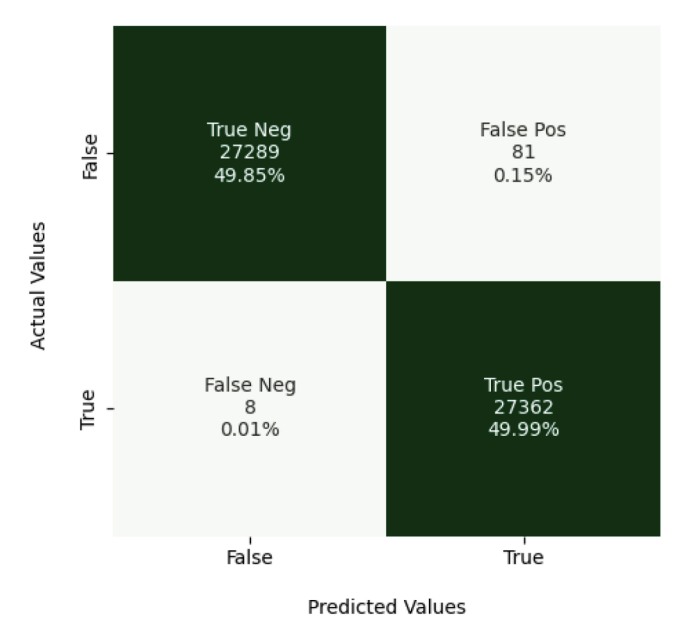 True Neg
27289
49.85%
False Pos
81
0.15%
False Neg
8
0.01%
True Pos
27362
49.99%
False
True
Actual Values
False
True
Predicted Values